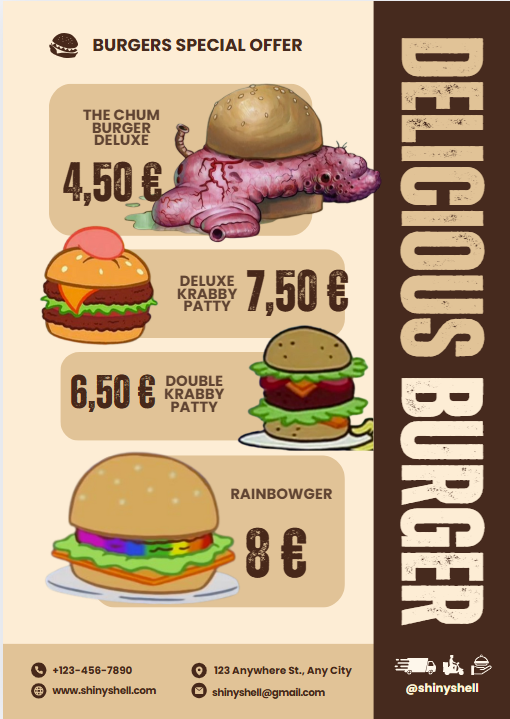 BURGERS SPECIAL OFFER
THE CHUM
BURGER
DELUXE
4,50 €
DELUXE
KRABBY
PATTY
7,50 €
6,50 €
DOUBLE
KRABBY
PATTY
RAINBOWGER
8 €
DELICIOUS BURGER
+123-456-7890
123 Anywhere St., Any City
www.shinyshell.com
shinyshell@gmail.com
@shinyshell